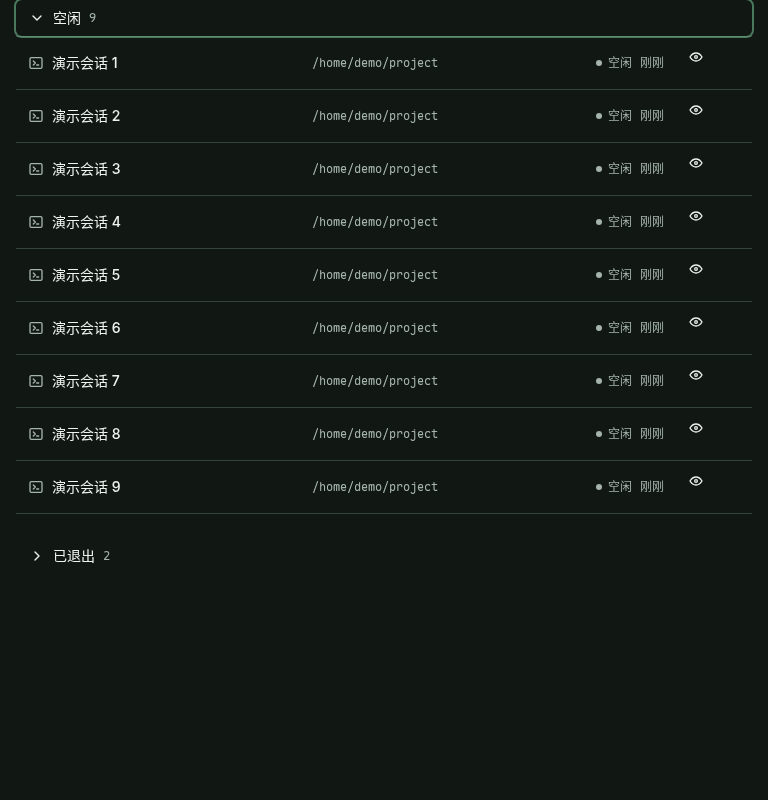 空闲 9
演示会话 1 /home/demo/project 空闲 刚刚
演示会话 2 /home/demo/project 空闲 刚刚
演示会话 3 /home/demo/project 空闲 刚刚
演示会话 4 /home/demo/project 空闲 刚刚
演示会话 5 /home/demo/project 空闲 刚刚
演示会话 6 /home/demo/project 空闲 刚刚
演示会话 7 /home/demo/project 空闲 刚刚
演示会话 8 /home/demo/project 空闲 刚刚
演示会话 9 /home/demo/project 空闲 刚刚
已退出 2